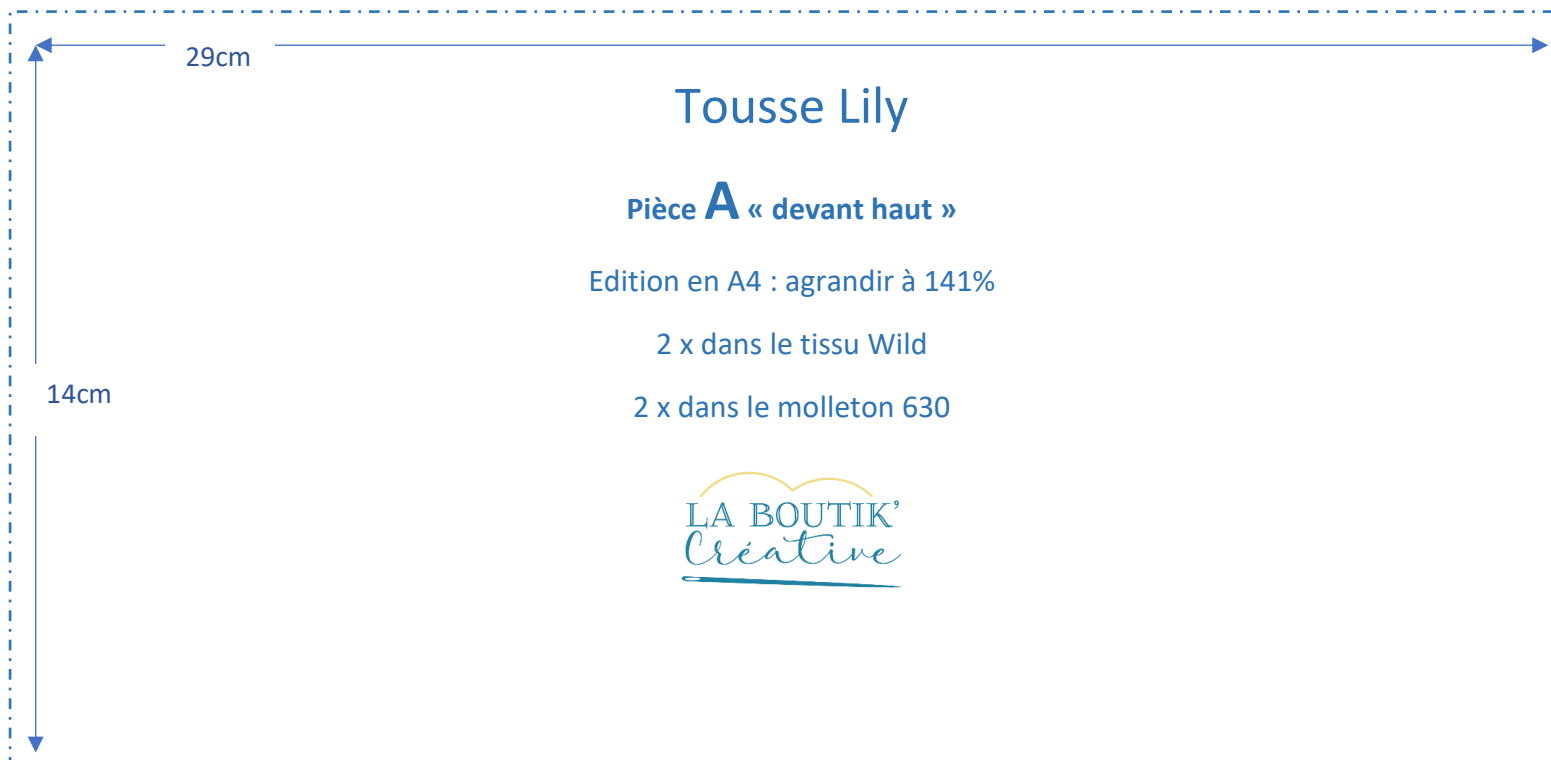 29cm
Tousse Lily
Pièce A « devant haut »
Edition en A4 : agrandir à 141%
2 x dans le tissu Wild
14cm
2 x dans le molleton 630
LA BOUTIK'
Créative